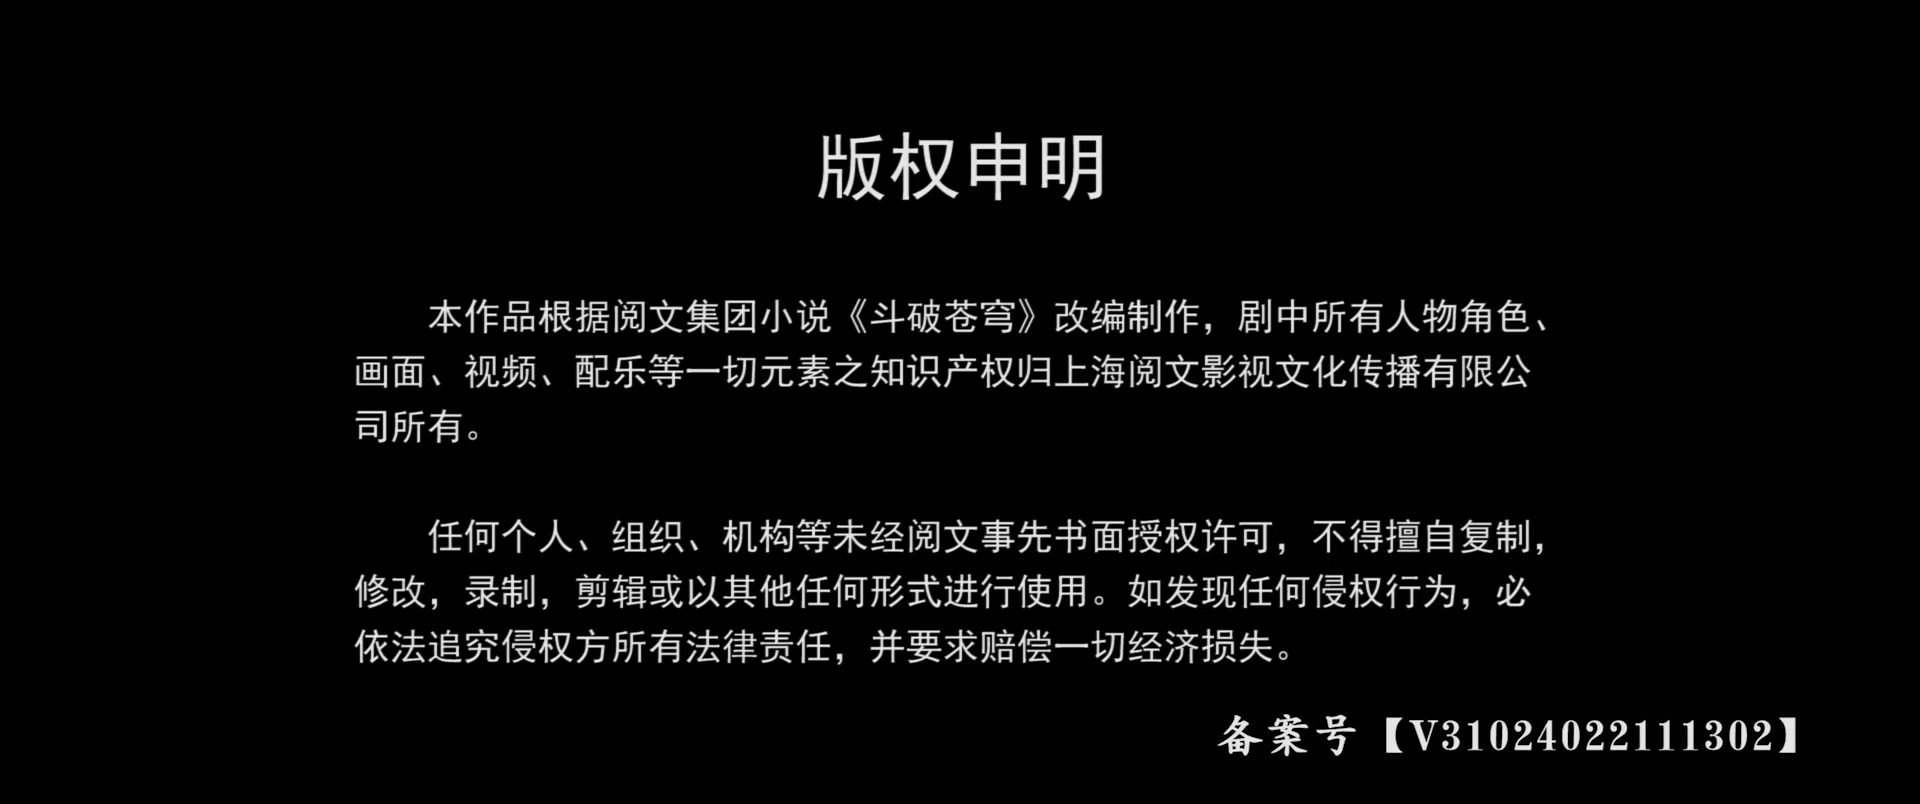 版权申明
本作品根据阅文集团小说《斗破苍穹》改编制作，剧中所有人物角色、
画面、视频、配乐等一切元素之知识产权归上海阅文影视文化传播有限公
司所有。
任何个人、组织、机构等未经阅文事先书面授权许可，不得擅自复制，
修改，录制，剪辑或以其他任何形式进行使用。如发现任何侵权行为，必
依法追究侵权方所有法律责任，并要求赔偿一切经济损失。
备案号【V31024022111302】